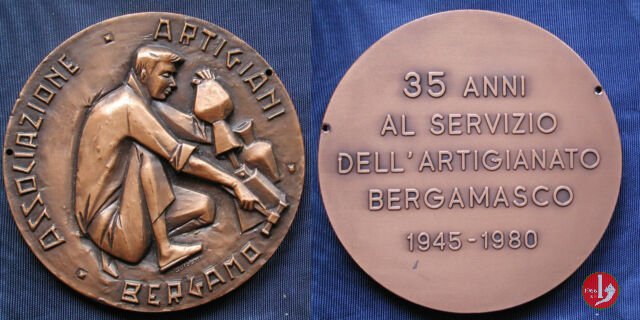 ASSOCIAZIONE · ARTIGIANI
· BERGAMO ·
35 ANNI
AL SERVIZIO
DELL'ARTIGIANATO
BERGAMASCO
1945-1980